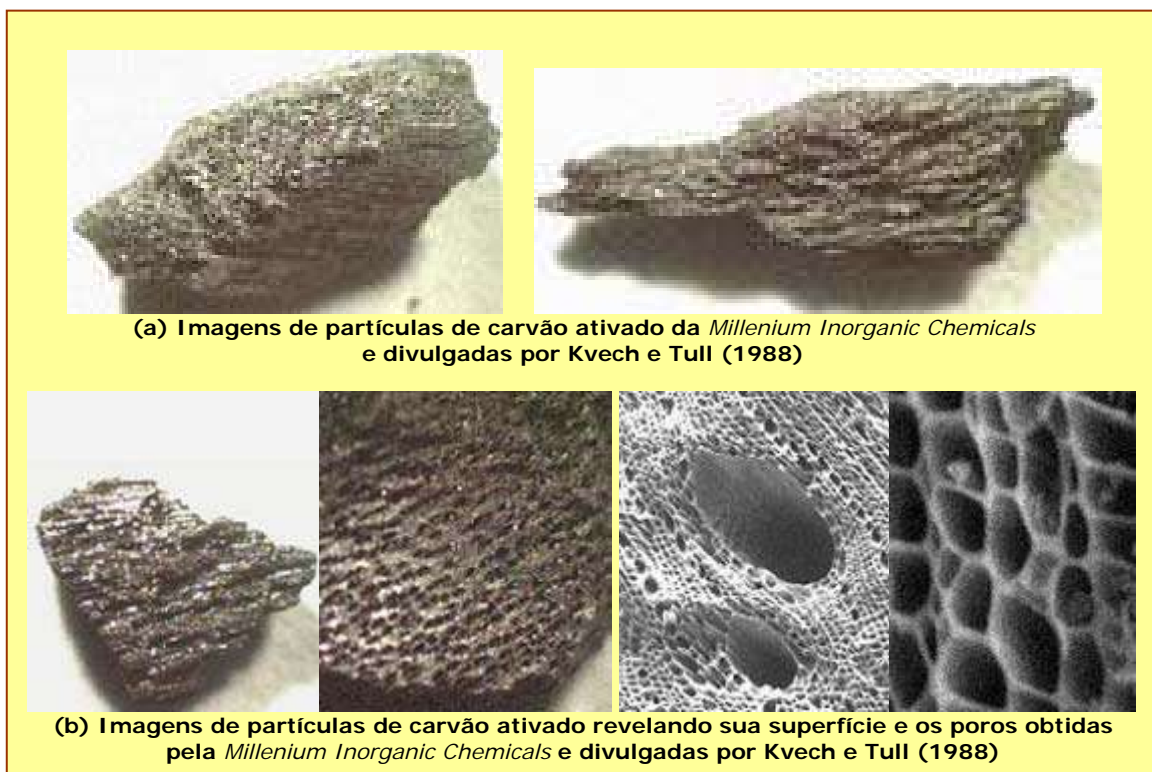 (a) Imagens de partículas de carvão ativado da Millenium Inorganic Chemicals
e divulgadas por Kvech e Tull (1988)
(b) Imagens de partículas de carvão ativado revelando sua superfície e os poros obtidas
pela Millenium Inorganic Chemicals e divulgadas por Kvech e Tull (1988)